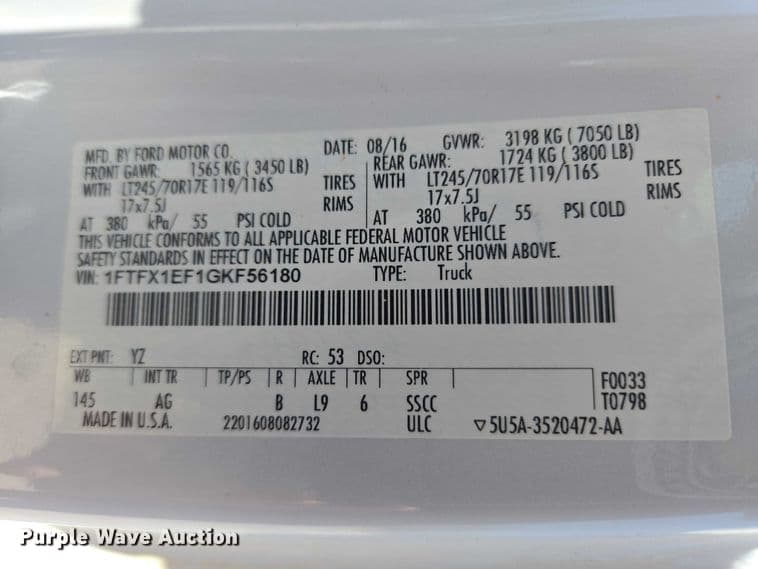 MFD. BY FORD MOTOR CO. DATE: 08/16 GVWR: 3198 KG ( 7050 LB)
FRONT GAWR: 1565 KG ( 3450 LB) REAR GAWR: 1724 KG ( 3800 LB)
WITH LT245/70R17E 119/116S TIRES WITH LT245/70R17E 119/116S TIRES
17x7.5J RIMS 17x7.5J RIMS
AT 380 kPa/ 55 PSI COLD AT 380 kPa/ 55 PSI COLD
THIS VEHICLE CONFORMS TO ALL APPLICABLE FEDERAL MOTOR VEHICLE
SAFETY STANDARDS IN EFFECT ON THE DATE OF MANUFACTURE SHOWN ABOVE.
VIN: 1FTFX1EF1GKF56180 TYPE: Truck
EXT PNT: YZ RC: 53 DSO:
WB INT TR TP/PS R AXLE TR SPR F0033
145 AG B L9 6 SSCC T0798
MADE IN U.S.A. 2201608082732 ULC ▽5U5A-3520472-AA
Purple Wave Auction